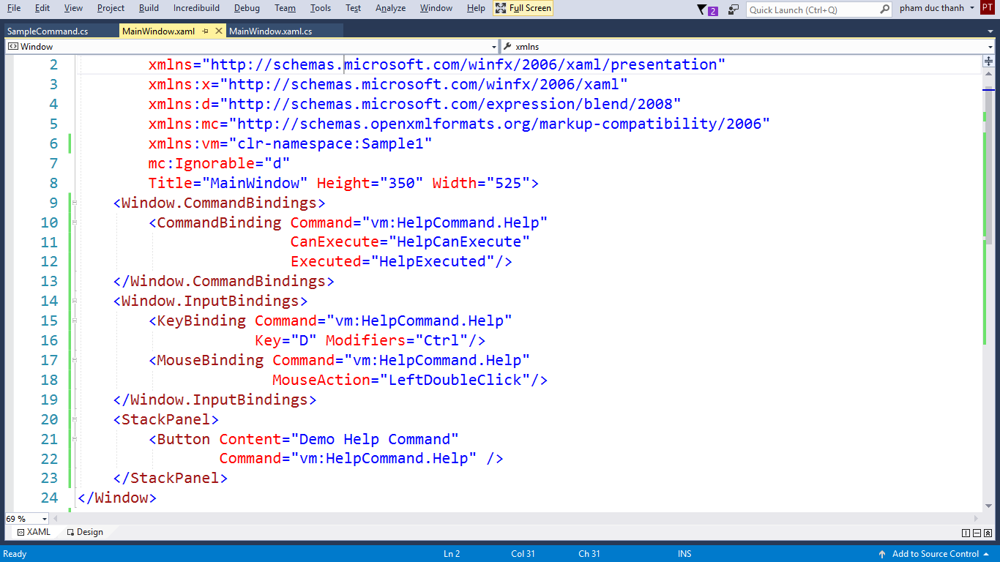 File Edit View Project Build Incredibuild Debug Team Tools Test Analyze Window Help Full Screen 2 Quick Launch (Ctrl+Q) pham duc thanh PT
SampleCommand.cs MainWindow.xaml MainWindow.xaml.cs
Window xmlns
2 xmlns="http://schemas.microsoft.com/winfx/2006/xaml/presentation"
3 xmlns:x="http://schemas.microsoft.com/winfx/2006/xaml"
4 xmlns:d="http://schemas.microsoft.com/expression/blend/2008"
5 xmlns:mc="http://schemas.openxmlformats.org/markup-compatibility/2006"
6 xmlns:vm="clr-namespace:Sample1"
7 mc:Ignorable="d"
8 Title="MainWindow" Height="350" Width="525">
9 <Window.CommandBindings>
10 <CommandBinding Command="vm:HelpCommand.Help"
11 CanExecute="HelpCanExecute"
12 Executed="HelpExecuted"/>
13 </Window.CommandBindings>
14 <Window.InputBindings>
15 <KeyBinding Command="vm:HelpCommand.Help"
16 Key="D" Modifiers="Ctrl"/>
17 <MouseBinding Command="vm:HelpCommand.Help"
18 MouseAction="LeftDoubleClick"/>
19 </Window.InputBindings>
20 <StackPanel>
21 <Button Content="Demo Help Command"
22 Command="vm:HelpCommand.Help" />
23 </StackPanel>
24 </Window>
69 %
XAML Design
Ready Ln 2 Col 31 Ch 31 INS Add to Source Control